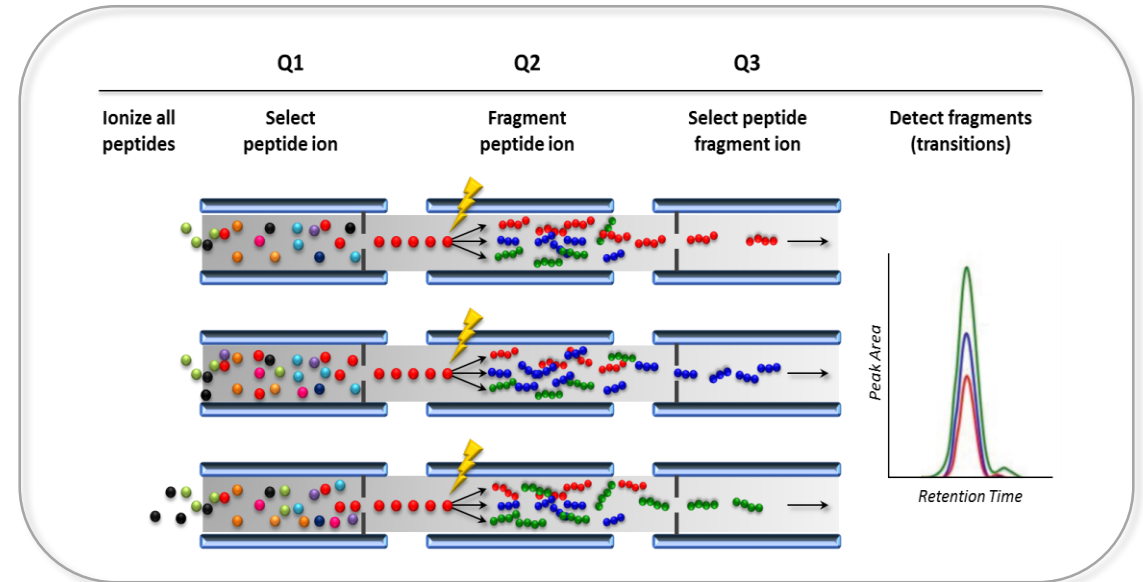 Q1
Q2
Q3
Ionize all
peptides
Select
peptide ion
Fragment
peptide ion
Select peptide
fragment ion
Detect fragments
(transitions)
Peak Area
Retention Time